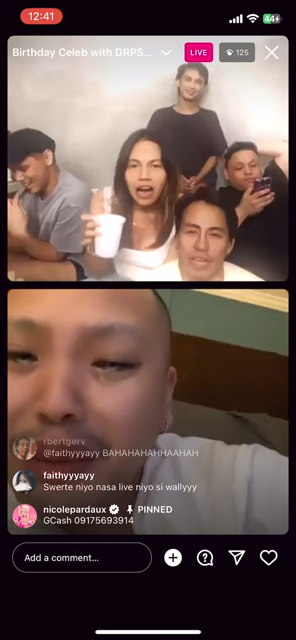 12:41
44
Birthday Celeb with DRPS...
LIVE
125
rbertgerv
@faithyyyayy BAHAHAHAHHAAHAH
faithyyyayy
Swerte niyo nasa live niyo si wallyyy
nicolepardaux PINNED
GCash 09175693914
Add a comment...